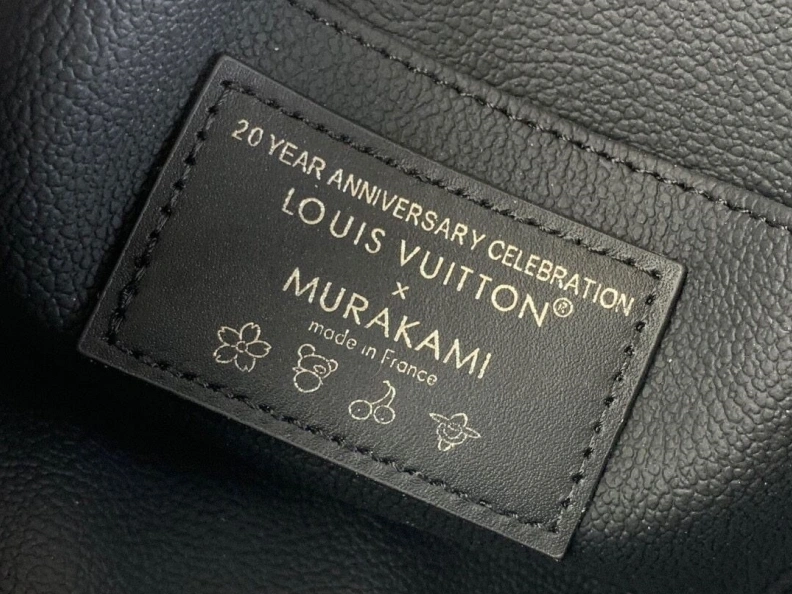 20 YEAR ANNIVERSARY CELEBRATION
LOUIS VUITTON®
x
MURAKAMI
made in France